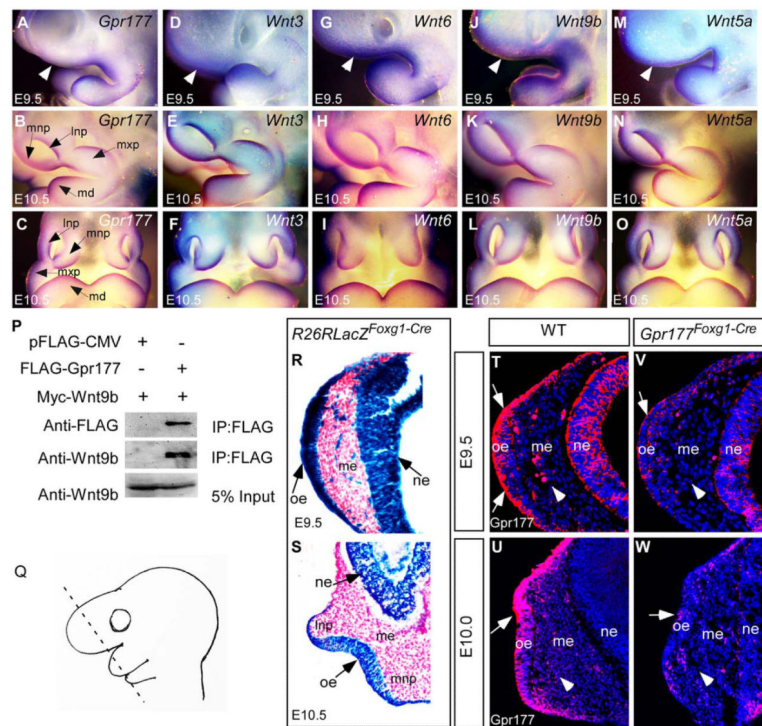 A Gpr177 D Wnt3 G Wnt6 J Wnt9b M Wnt5a
E9.5 E9.5 E9.5 E9.5 E9.5
B Gpr177 E Wnt3 H Wnt6 K Wnt9b N Wnt5a
mnp lnp mxp
md
E10.5 E10.5 E10.5 E10.5 E10.5
C Gpr177 F Wnt3 I Wnt6 L Wnt9b O Wnt5a
lnp mnp
mxp md
E10.5 E10.5 E10.5 E10.5 E10.5
P
pFLAG-CMV + -
FLAG-Gpr177 - +
Myc-Wnt9b + +
Anti-FLAG IP:FLAG
Anti-Wnt9b IP:FLAG
Anti-Wnt9b 5% Input
Q
R26RLacZ Foxg1-Cre
R
me
oe ne
E9.5
S
ne
lnp me
oe mnp
E10.5
WT Gpr177 Foxg1-Cre
E9.5
T V
oe me ne oe me ne
Gpr177
E10.0
U W
oe me ne oe me ne
Gpr177